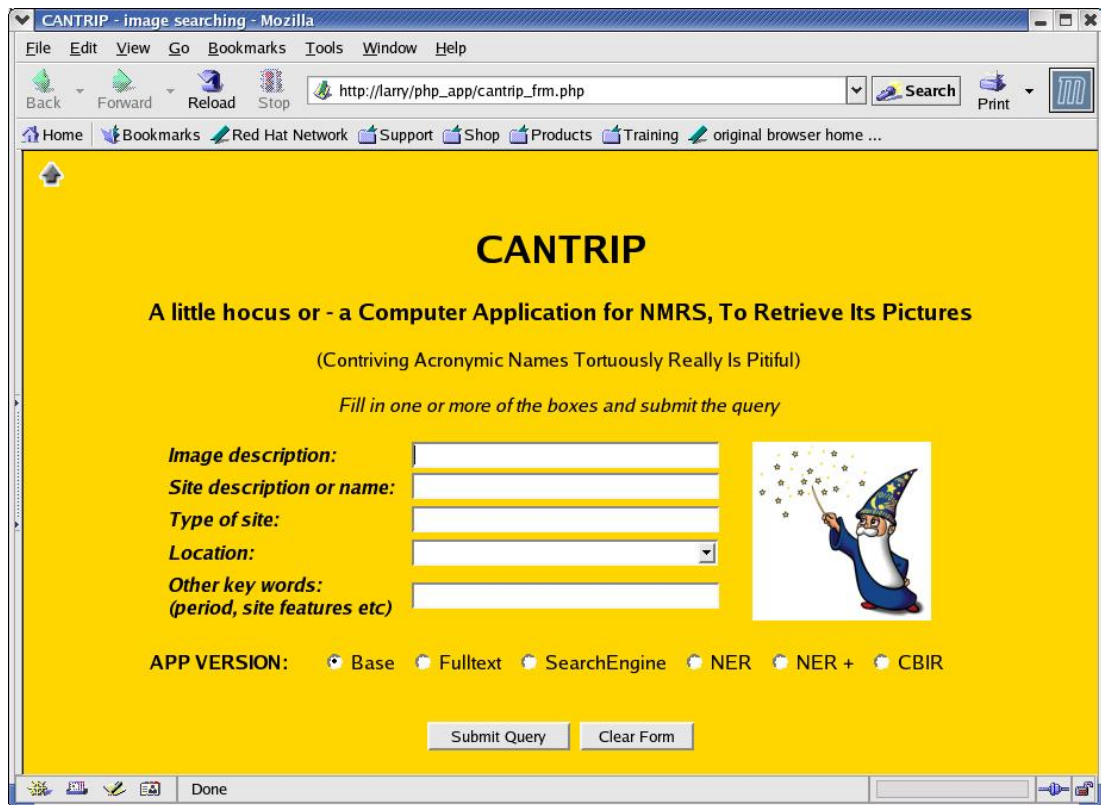 CANTRIP - image searching - Mozilla
File Edit View Go Bookmarks Tools Window Help
Back Forward Reload Stop http://larry/php_app/cantrip_frm.php Search Print
Home Bookmarks Red Hat Network Support Shop Products Training original browser home ...
CANTRIP
A little hocus or - a Computer Application for NMRS, To Retrieve Its Pictures
(Contriving Acronymic Names Tortuously Really Is Pitiful)
Fill in one or more of the boxes and submit the query
Image description:
Site description or name:
Type of site:
Location:
Other key words:
(period, site features etc)
APP VERSION: Base Fulltext SearchEngine NER NER + CBIR
Submit Query Clear Form
Done